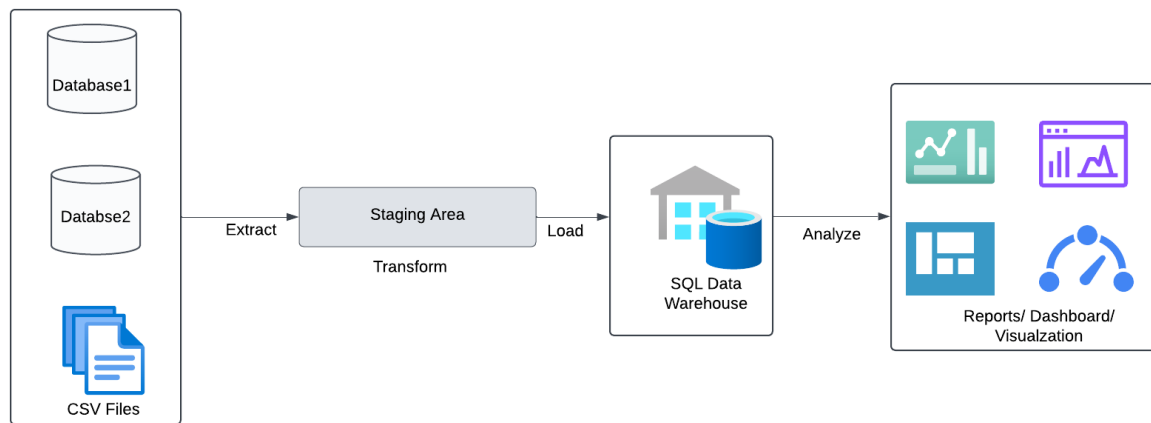 Database1
Databse2
CSV Files
Extract
Staging Area
Transform
Load
SQL Data
Warehouse
Analyze
Reports/ Dashboard/
Visualzation